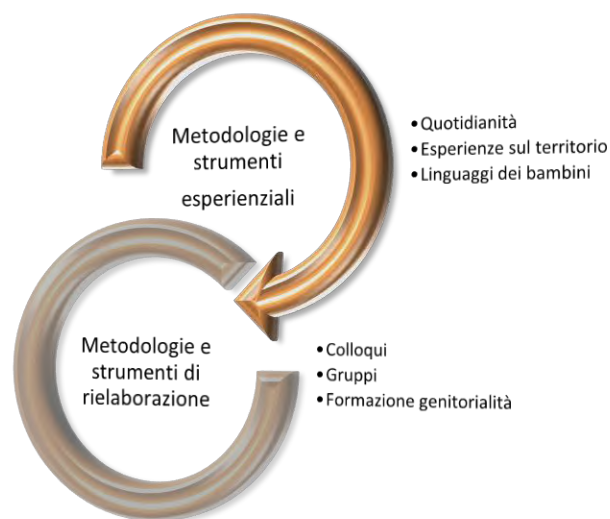 Metodologie e
strumenti
esperienziali
•Quotidianità
•Esperienze sul territorio
•Linguaggi dei bambini
Metodologie e
strumenti di
rielaborazione
•Colloqui
•Gruppi
•Formazione genitorialità